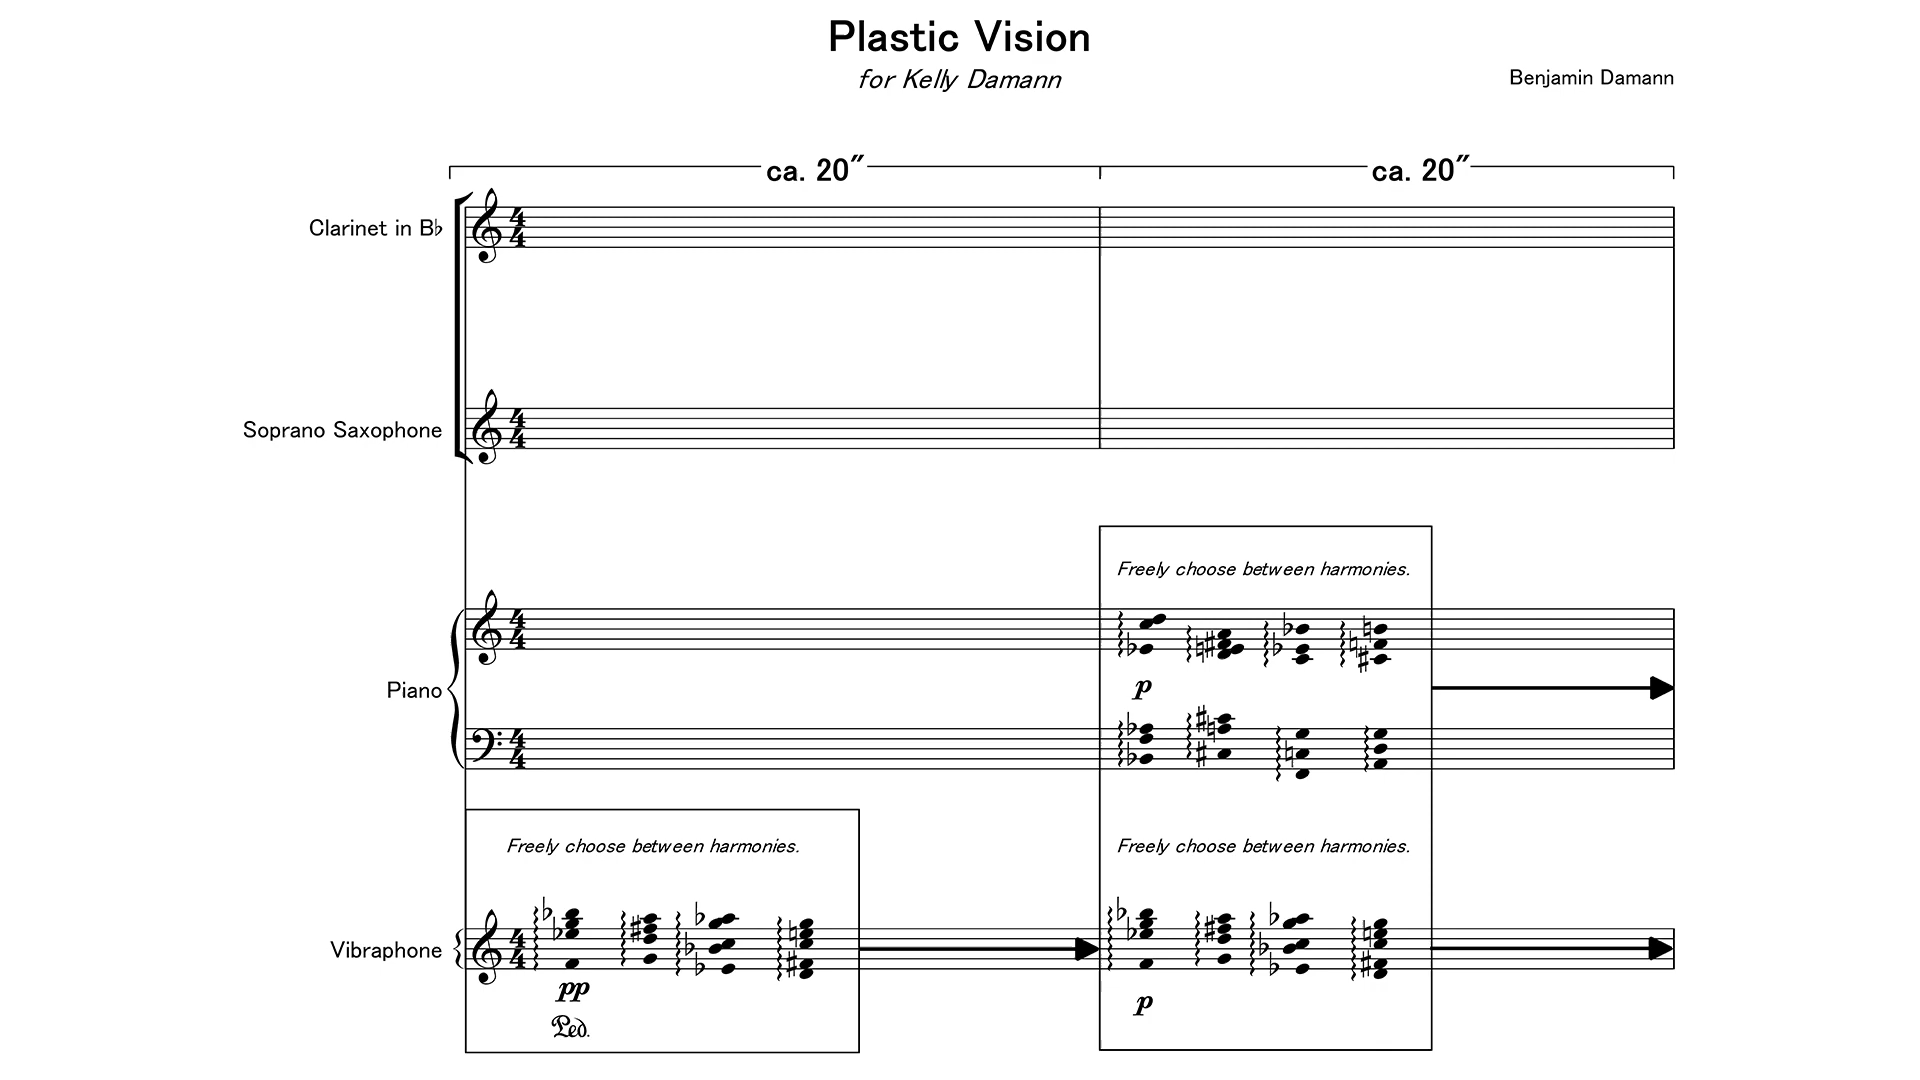 Plastic Vision
for Kelly Damann
Benjamin Damann
ca. 20″ ca. 20″
Clarinet in B♭
Soprano Saxophone
Freely choose between harmonies.
Piano
p
Freely choose between harmonies. Freely choose between harmonies.
Vibraphone
pp p
Ped.